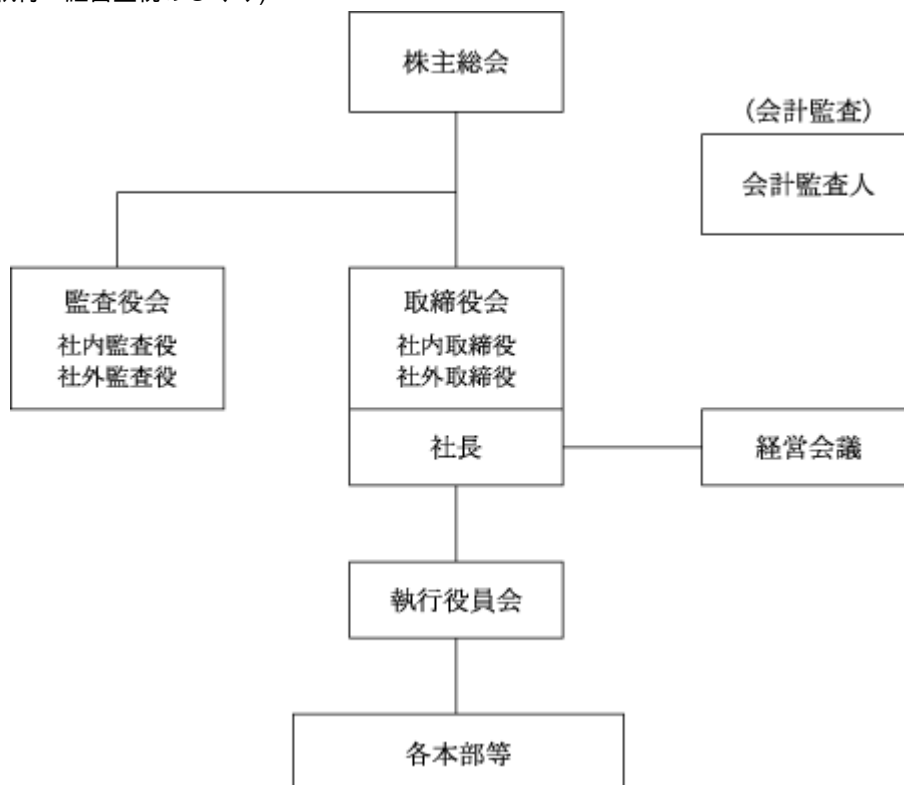 株主総会
(会計監査)
会計監査人
監査役会
社内監査役
社外監査役
取締役会
社内取締役
社外取締役
社長
経営会議
執行役員会
各本部等